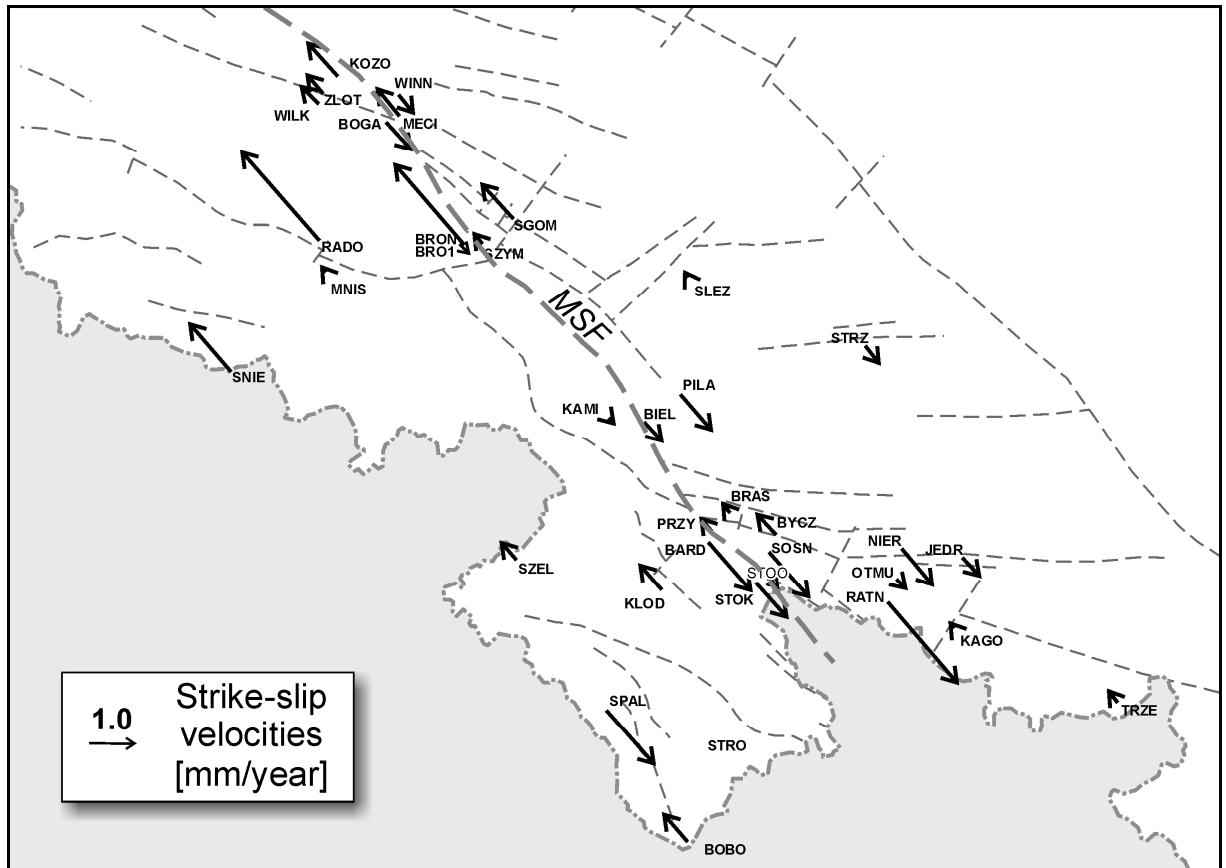 KOZO
WINN
ZLOT
WILK
BOGA
MECI
SGOM
BRON
BRO1
SZYM
RADO
MNIS
SLEZ
MSF
STRZ
SNIE
PILA
KAMI
BIEL
BRAS
PRZY
BYCZ
BARD
SOSN
NIER
JEDR
SZEL
STOO
OTMU
KLOD
STOK
RATN
KAGO
SPAL
TRZE
STRO
BOBO
1.0
Strike-slip
velocities
[mm/year]